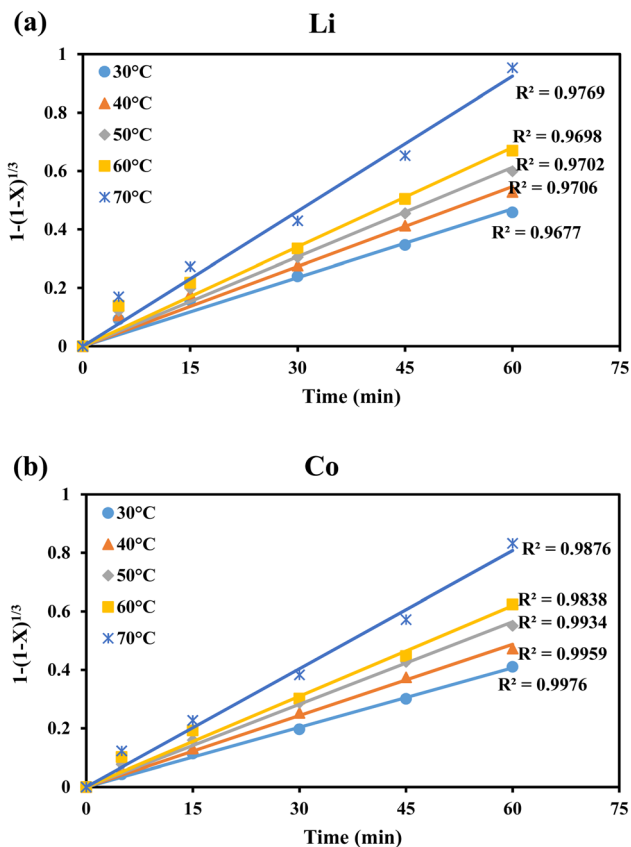 (a)
Li
1-(1-X)^1/3
1
0.8
0.6
0.4
0.2
0
30°C
40°C
50°C
60°C
70°C
R² = 0.9769
R² = 0.9698
R² = 0.9702
R² = 0.9706
R² = 0.9677
0 15 30 45 60 75
Time (min)
(b)
Co
1-(1-X)^1/3
1
0.8
0.6
0.4
0.2
0
30°C
40°C
50°C
60°C
70°C
R² = 0.9876
R² = 0.9838
R² = 0.9934
R² = 0.9959
R² = 0.9976
0 15 30 45 60 75
Time (min)